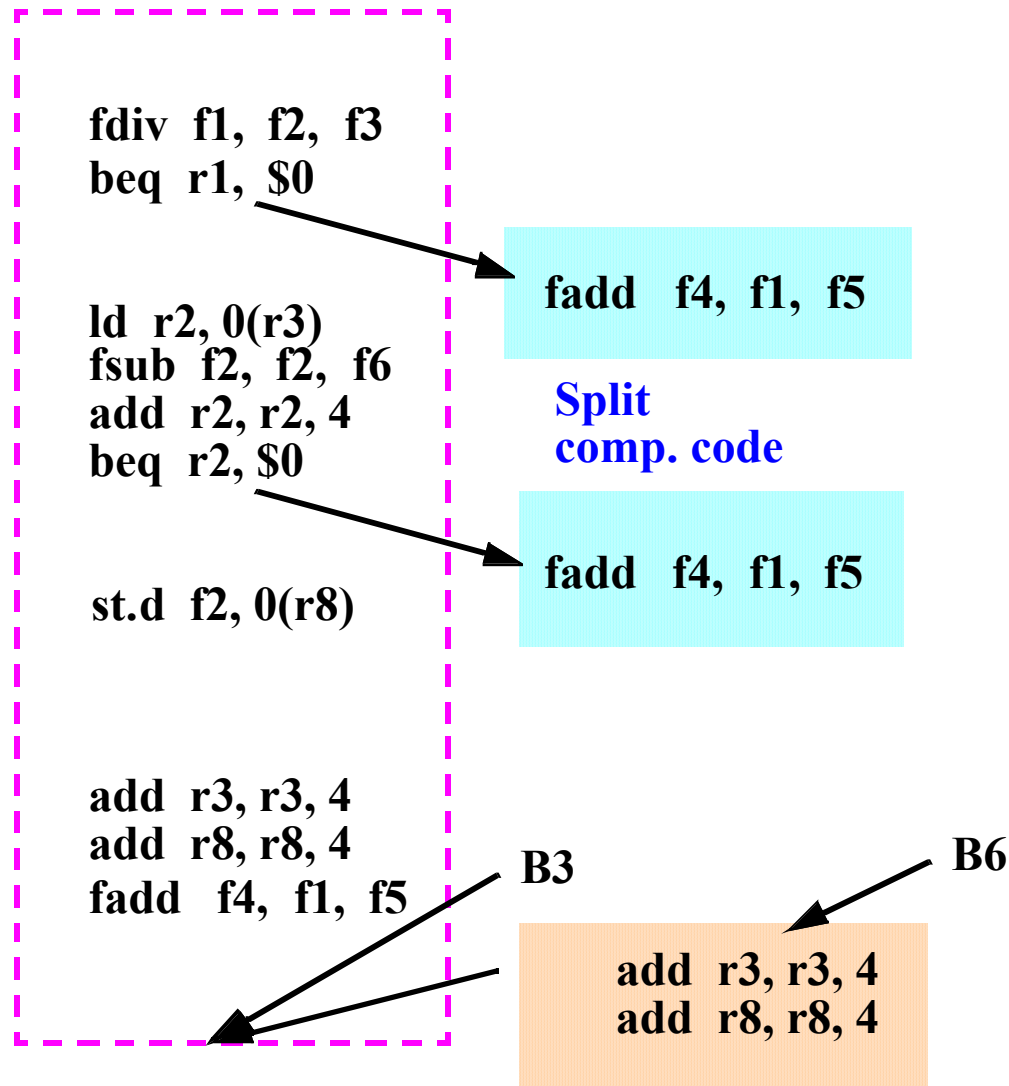 fdiv f1, f2, f3
beq r1, $0
fadd f4, f1, f5
ld r2, 0(r3)
fsub f2, f2, f6
add r2, r2, 4
beq r2, $0
Split
comp. code
fadd f4, f1, f5
st.d f2, 0(r8)
add r3, r3, 4
add r8, r8, 4
fadd f4, f1, f5
B3
B6
add r3, r3, 4
add r8, r8, 4